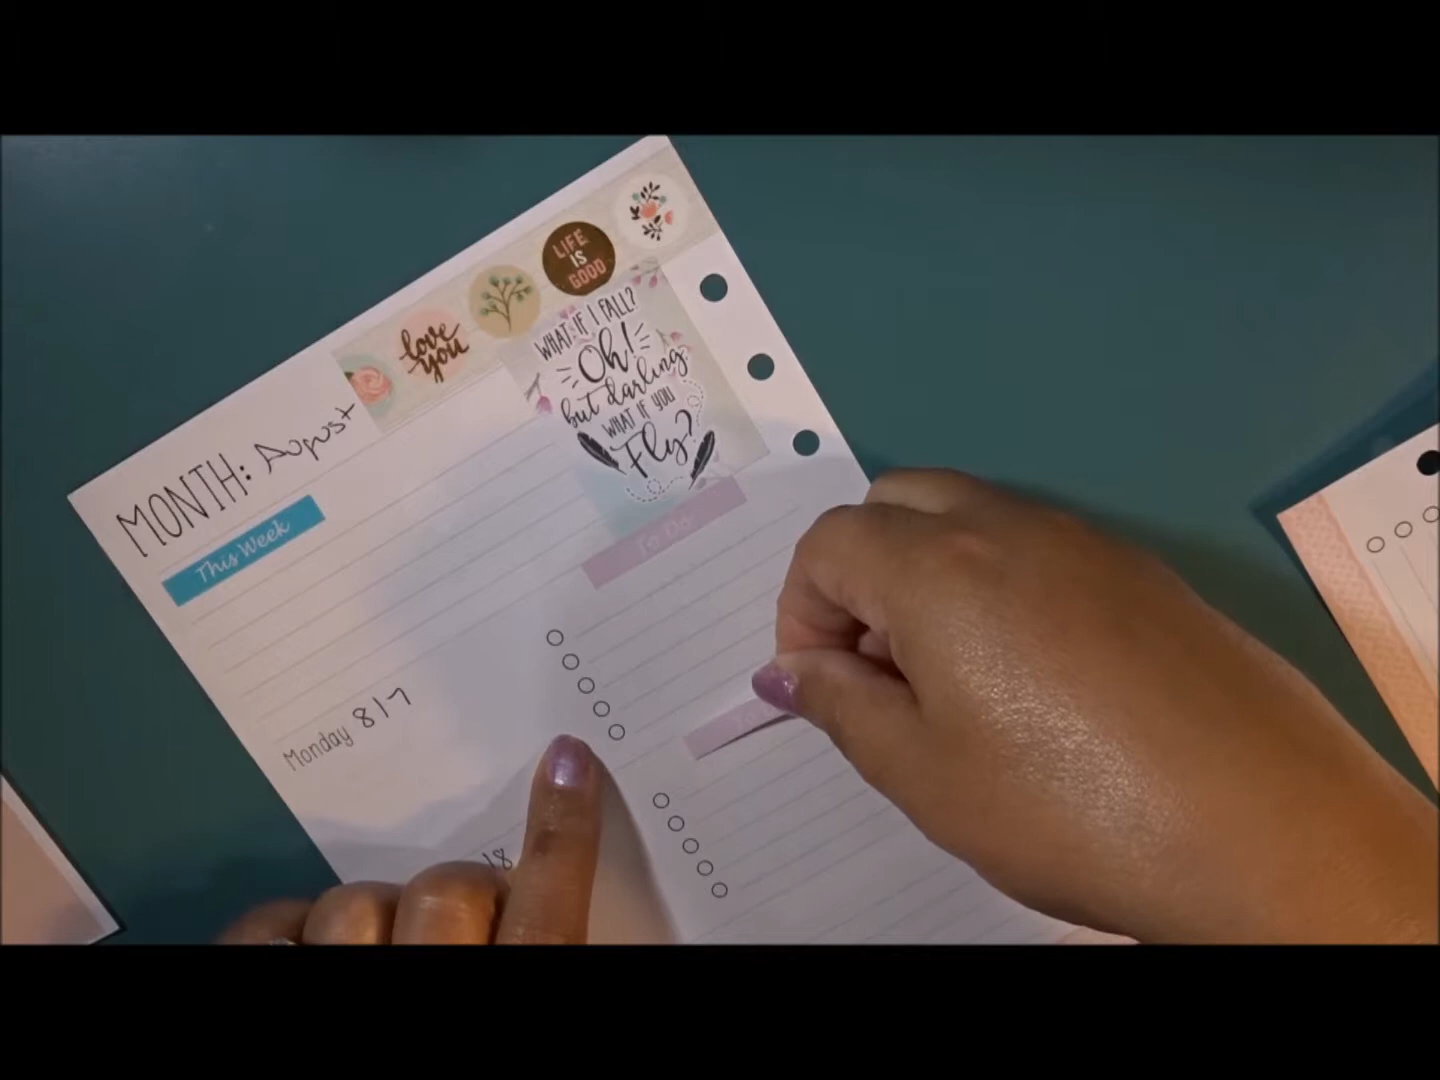 LIFE
IS
GOOD
love
you
WHAT IF I FALL?
Oh!
but darling
WHAT IF YOU
Fly?
MONTH: August
This Week
To Do
Monday 8/7